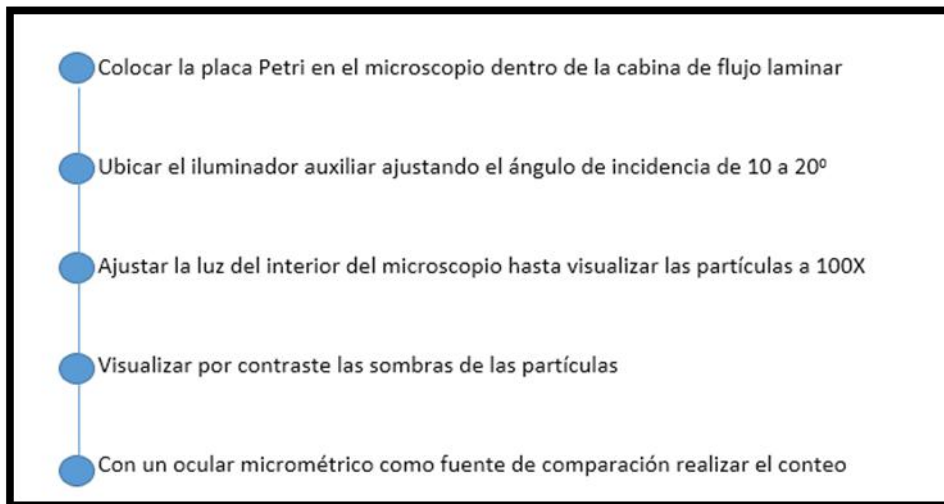 Colocar la placa Petri en el microscopio dentro de la cabina de flujo laminar
Ubicar el iluminador auxiliar ajustando el ángulo de incidencia de 10 a 20⁰
Ajustar la luz del interior del microscopio hasta visualizar las partículas a 100X
Visualizar por contraste las sombras de las partículas
Con un ocular micrométrico como fuente de comparación realizar el conteo